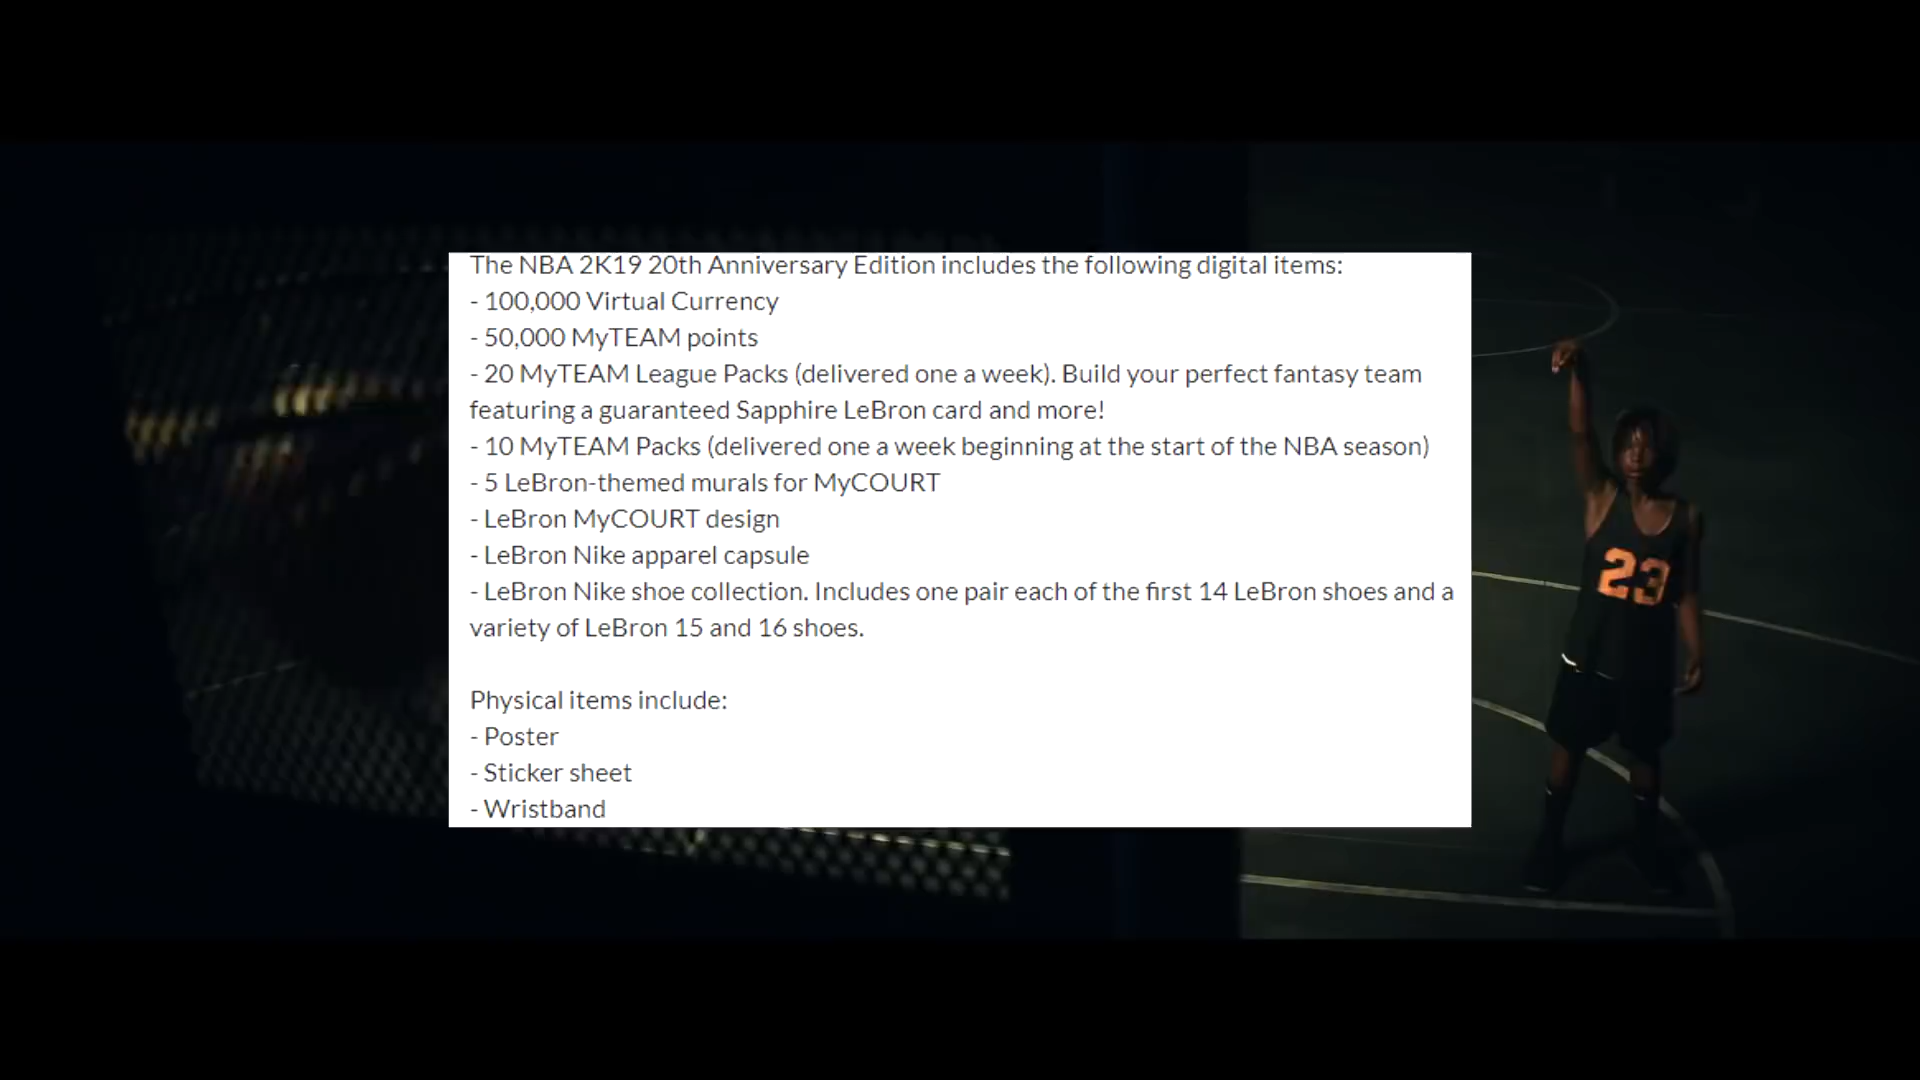 The NBA 2K19 20th Anniversary Edition includes the following digital items:
- 100,000 Virtual Currency
- 50,000 MyTEAM points
- 20 MyTEAM League Packs (delivered one a week). Build your perfect fantasy team
featuring a guaranteed Sapphire LeBron card and more!
- 10 MyTEAM Packs (delivered one a week beginning at the start of the NBA season)
- 5 LeBron-themed murals for MyCOURT
- LeBron MyCOURT design
- LeBron Nike apparel capsule
- LeBron Nike shoe collection. Includes one pair each of the first 14 LeBron shoes and a
variety of LeBron 15 and 16 shoes.
23
Physical items include:
- Poster
- Sticker sheet
- Wristband